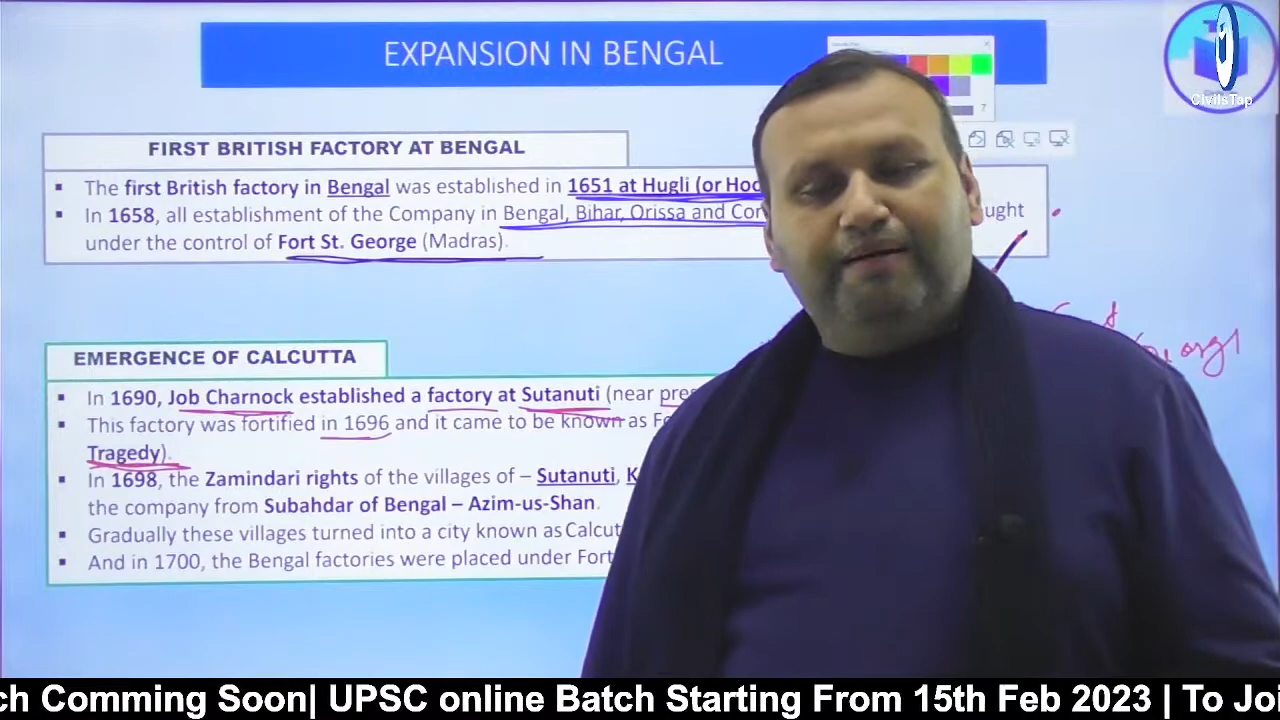 EXPANSION IN BENGAL
7
CivilsTap
FIRST BRITISH FACTORY AT BENGAL
▪ The first British factory in Bengal was established in 1651 at Hugli (or
▪ In 1658, all establishment of the Company in Bengal, Bihar, Orissa and
under the control of Fort St. George (Madras).
EMERGENCE OF CALCUTTA
▪ In 1690, Job Charnock established a factory at Sutanuti (near
▪ This factory was fortified in 1696 and it came to be known as
Tragedy).
▪ In 1698, the Zamindari rights of the villages of – Sutanuti,
the company from Subahdar of Bengal – Azim-us-Shan.
▪ Gradually these villages turned into a city known as Calcut
▪ And in 1700, the Bengal factories were placed under Fort
ch Comming Soon| UPSC online Batch Starting From 15th Feb 2023 | To Joi